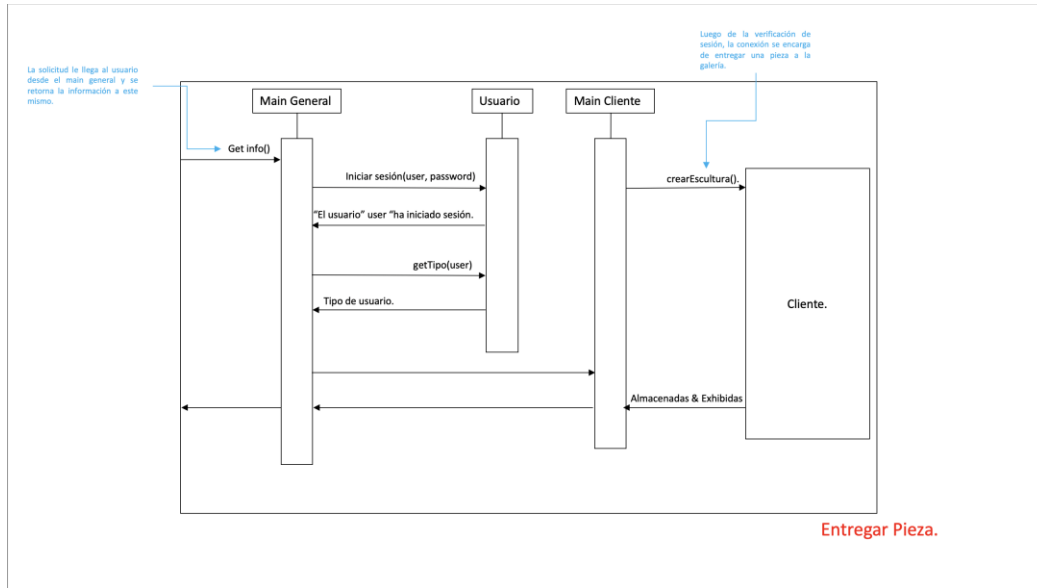 Luego de la verificación de
sesión, la conexión se encarga
de entregar una pieza a la
galería.
La solicitud le llega al usuario
desde el main general y se
retorna la información a este
mismo.
Main General
Usuario
Main Cliente
Get info()
Iniciar sesión(user, password)
crearEscultura().
"El usuario" user "ha iniciado sesión.
getTipo(user)
Tipo de usuario.
Cliente.
Almacenadas & Exhibidas
Entregar Pieza.